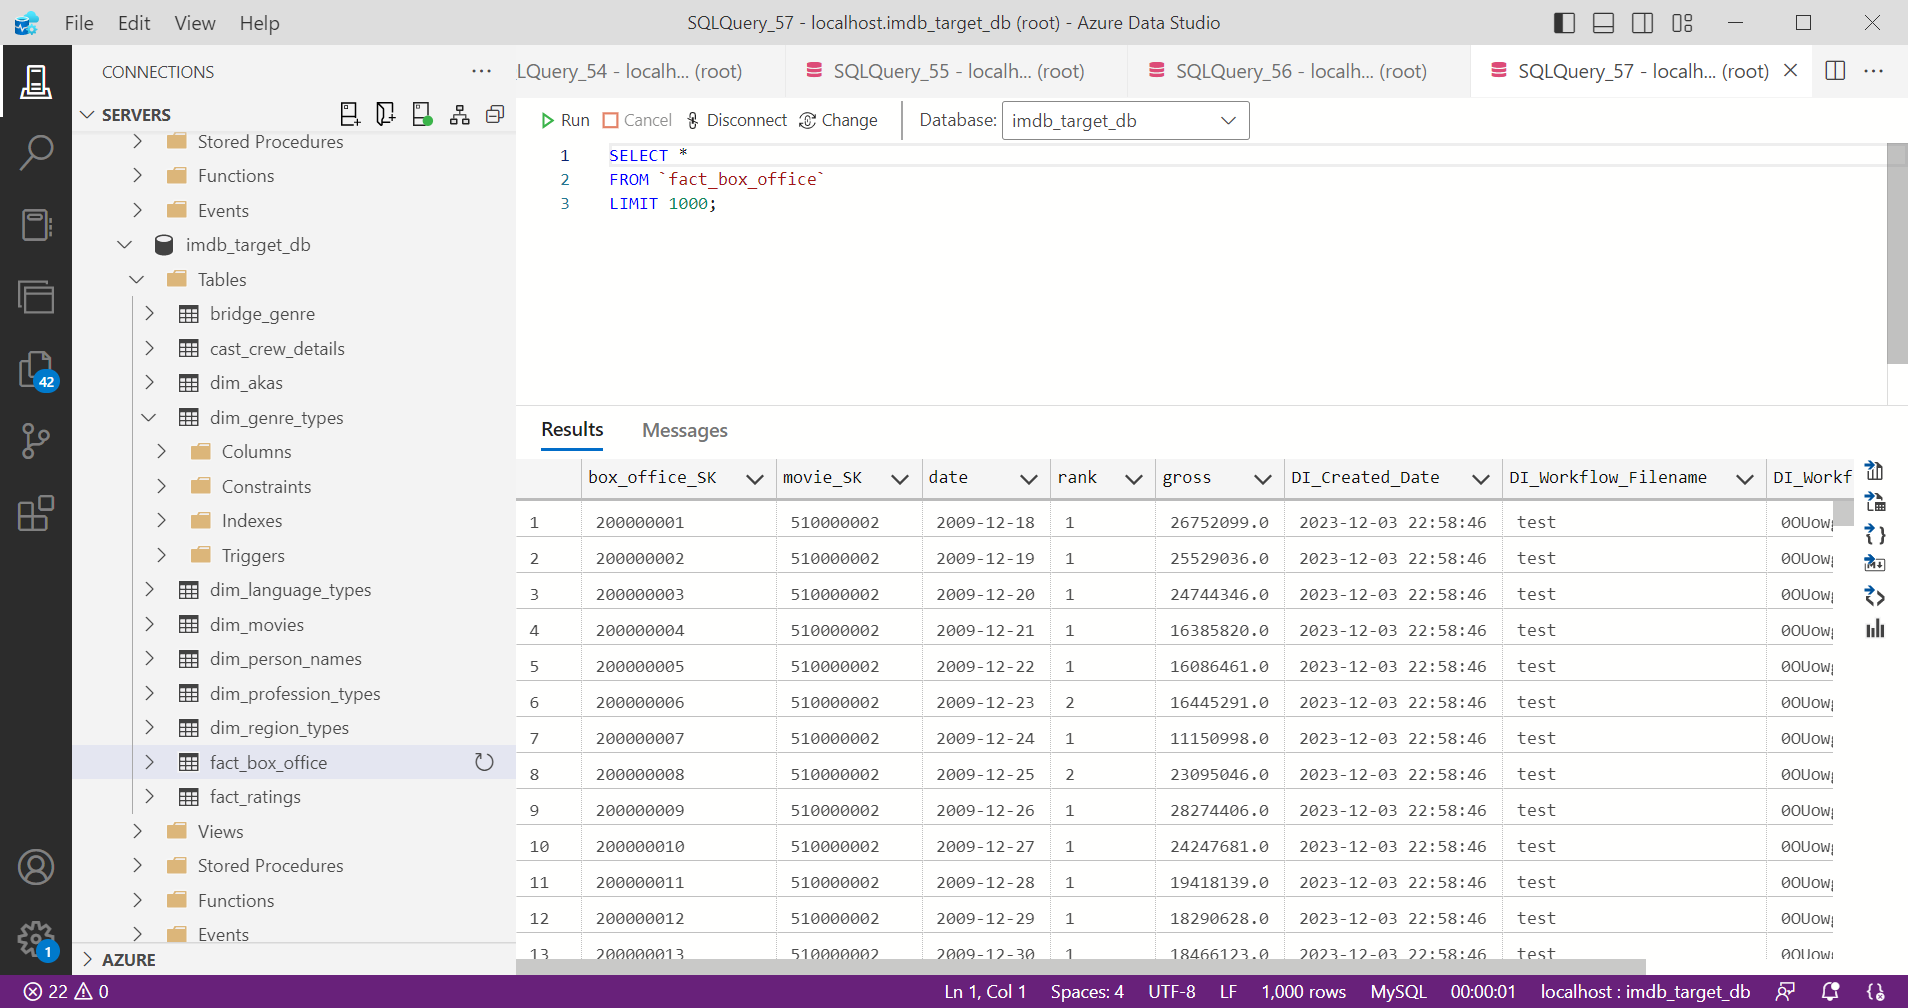 File Edit View Help
SQLQuery_57 - localhost.imdb_target_db (root) - Azure Data Studio
CONNECTIONS
SERVERS
Stored Procedures
Functions
Events
imdb_target_db
Tables
bridge_genre
cast_crew_details
dim_akas
dim_genre_types
Columns
Constraints
Indexes
Triggers
dim_language_types
dim_movies
dim_person_names
dim_profession_types
dim_region_types
fact_box_office
fact_ratings
Views
Stored Procedures
Functions
Events
AZURE
42
1
LQuery_54 - localh... (root) SQLQuery_55 - localh... (root) SQLQuery_56 - localh... (root) SQLQuery_57 - localh... (root)
Run Cancel Disconnect Change Database: imdb_target_db
1 SELECT *
2 FROM `fact_box_office`
3 LIMIT 1000;
Results Messages
box_office_SK movie_SK date rank gross DI_Created_Date DI_Workflow_Filename DI_Workf
1 200000001 510000002 2009-12-18 1 26752099.0 2023-12-03 22:58:46 test 0OUowg
2 200000002 510000002 2009-12-19 1 25529036.0 2023-12-03 22:58:46 test 0OUowg
3 200000003 510000002 2009-12-20 1 24744346.0 2023-12-03 22:58:46 test 0OUowg
4 200000004 510000002 2009-12-21 1 16385820.0 2023-12-03 22:58:46 test 0OUowg
5 200000005 510000002 2009-12-22 1 16086461.0 2023-12-03 22:58:46 test 0OUowg
6 200000006 510000002 2009-12-23 2 16445291.0 2023-12-03 22:58:46 test 0OUowg
7 200000007 510000002 2009-12-24 1 11150998.0 2023-12-03 22:58:46 test 0OUowg
8 200000008 510000002 2009-12-25 2 23095046.0 2023-12-03 22:58:46 test 0OUowg
9 200000009 510000002 2009-12-26 1 28274406.0 2023-12-03 22:58:46 test 0OUowg
10 200000010 510000002 2009-12-27 1 24247681.0 2023-12-03 22:58:46 test 0OUowg
11 200000011 510000002 2009-12-28 1 19418139.0 2023-12-03 22:58:46 test 0OUowg
12 200000012 510000002 2009-12-29 1 18290628.0 2023-12-03 22:58:46 test 0OUowg
13 200000013 510000002 2009-12-30 1 18466123.0 2023-12-03 22:58:46 test 0OUowg
22 0 Ln 1, Col 1 Spaces: 4 UTF-8 LF 1,000 rows MySQL 00:00:01 localhost : imdb_target_db